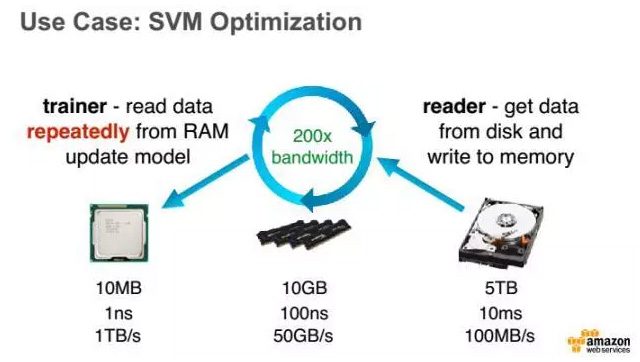 Use Case: SVM Optimization
trainer - read data
repeatedly from RAM
update model
200x
bandwidth
reader - get data
from disk and
write to memory
10MB
1ns
1TB/s
10GB
100ns
50GB/s
5TB
10ms
100MB/s
amazon
web services